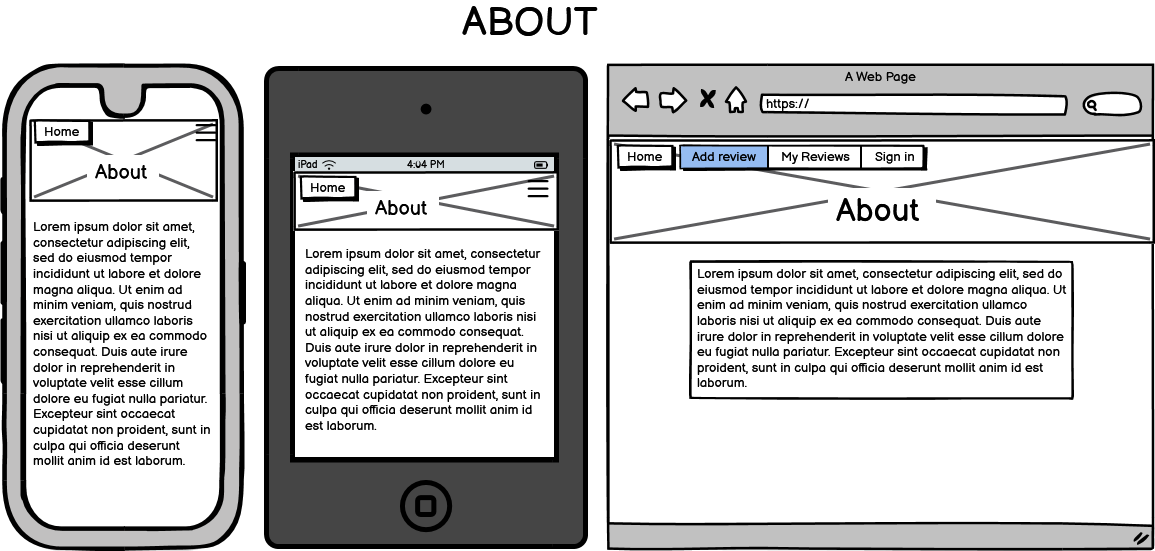 ABOUT
Home
About
Lorem ipsum dolor sit amet,
consectetur adipiscing elit,
sed do eiusmod tempor
incididunt ut labore et dolore
magna aliqua. Ut enim ad
minim veniam, quis nostrud
exercitation ullamco laboris
nisi ut aliquip ex ea commodo
consequat. Duis aute irure
dolor in reprehenderit in
voluptate velit esse cillum
dolore eu fugiat nulla pariatur.
Excepteur sint occaecat
cupidatat non proident, sunt in
culpa qui officia deserunt
mollit anim id est laborum.
iPad 4:04 PM
Home
About
Lorem ipsum dolor sit amet, consectetur
adipiscing elit, sed do eiusmod tempor
incididunt ut labore et dolore magna
aliqua. Ut enim ad minim veniam, quis
nostrud exercitation ullamco laboris nisi
ut aliquip ex ea commodo consequat.
Duis aute irure dolor in reprehenderit in
voluptate velit esse cillum dolore eu
fugiat nulla pariatur. Excepteur sint
occaecat cupidatat non proident, sunt in
culpa qui officia deserunt mollit anim id
est laborum.
A Web Page
https://
Home Add review My Reviews Sign in
About
Lorem ipsum dolor sit amet, consectetur adipiscing elit, sed do
eiusmod tempor incididunt ut labore et dolore magna aliqua. Ut
enim ad minim veniam, quis nostrud exercitation ullamco
laboris nisi ut aliquip ex ea commodo consequat. Duis aute
irure dolor in reprehenderit in voluptate velit esse cillum dolore
eu fugiat nulla pariatur. Excepteur sint occaecat cupidatat non
proident, sunt in culpa qui officia deserunt mollit anim id est
laborum.